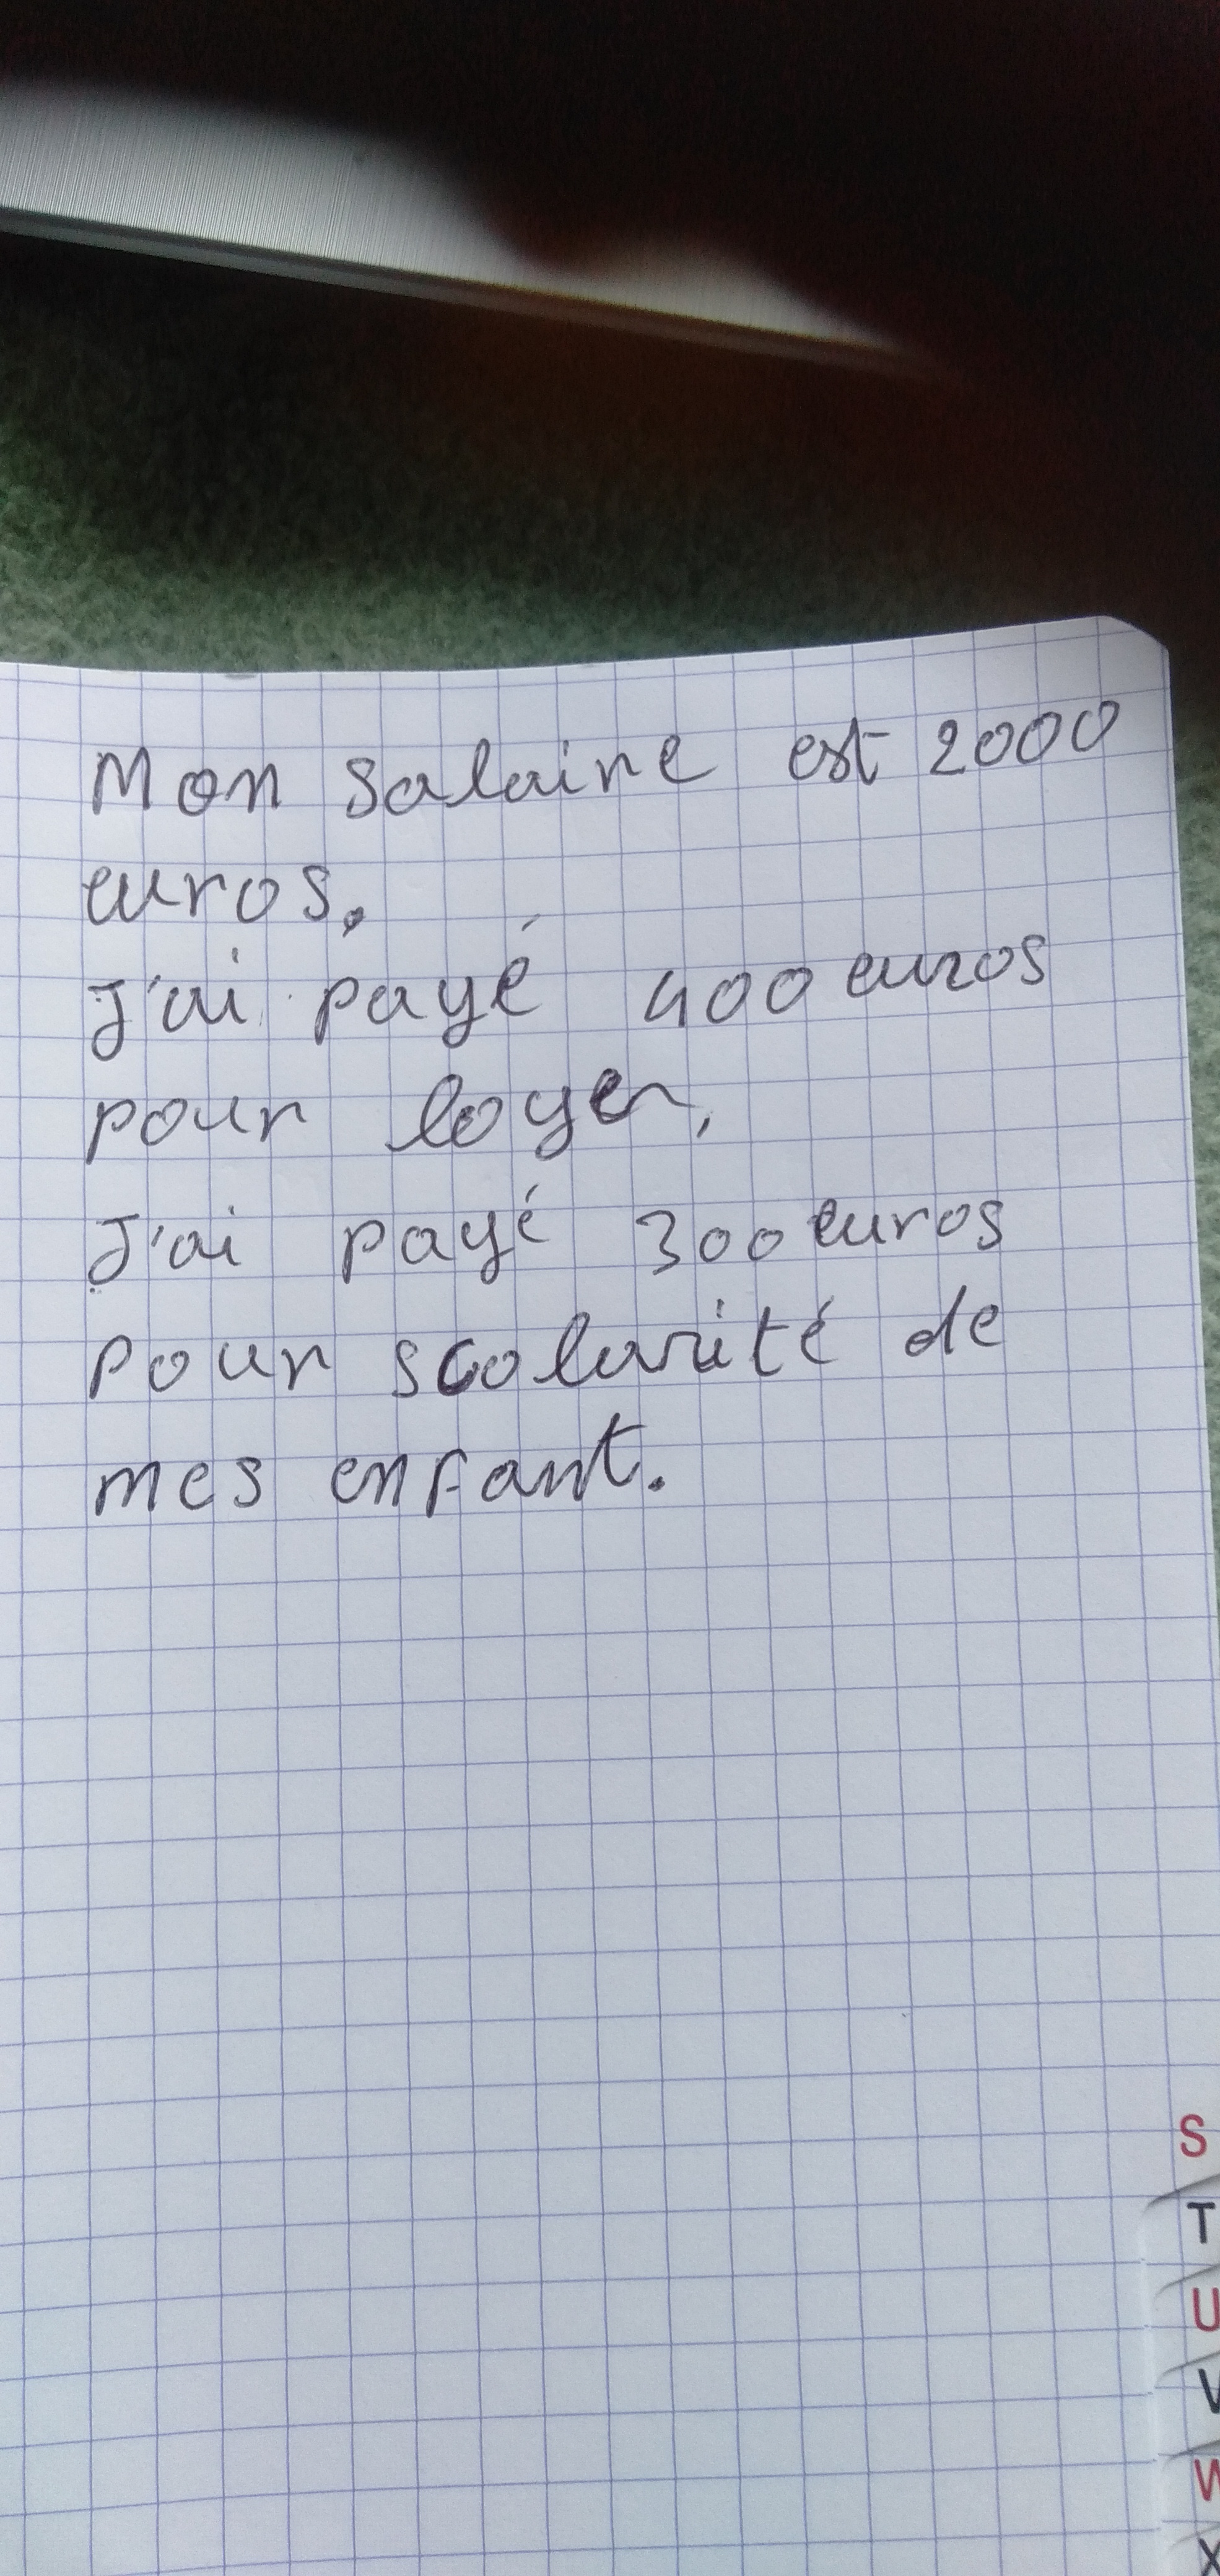 Mon salaire est 2000
euros.
J'ai payé 400 euros
pour loyer,
J'ai payé 300 euros
pour scolarité de
mes enfant.
S
T
U
V
W
X